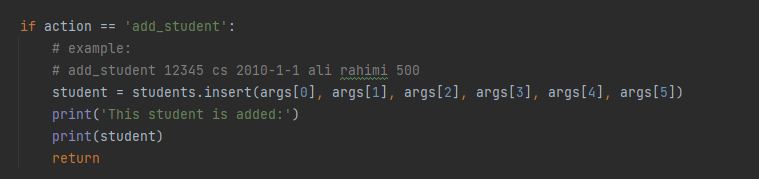 if action == 'add_student':
    # example:
    # add_student 12345 cs 2010-1-1 ali rahimi 500
    student = students.insert(args[0], args[1], args[2], args[3], args[4], args[5])
    print('This student is added:')
    print(student)
    return